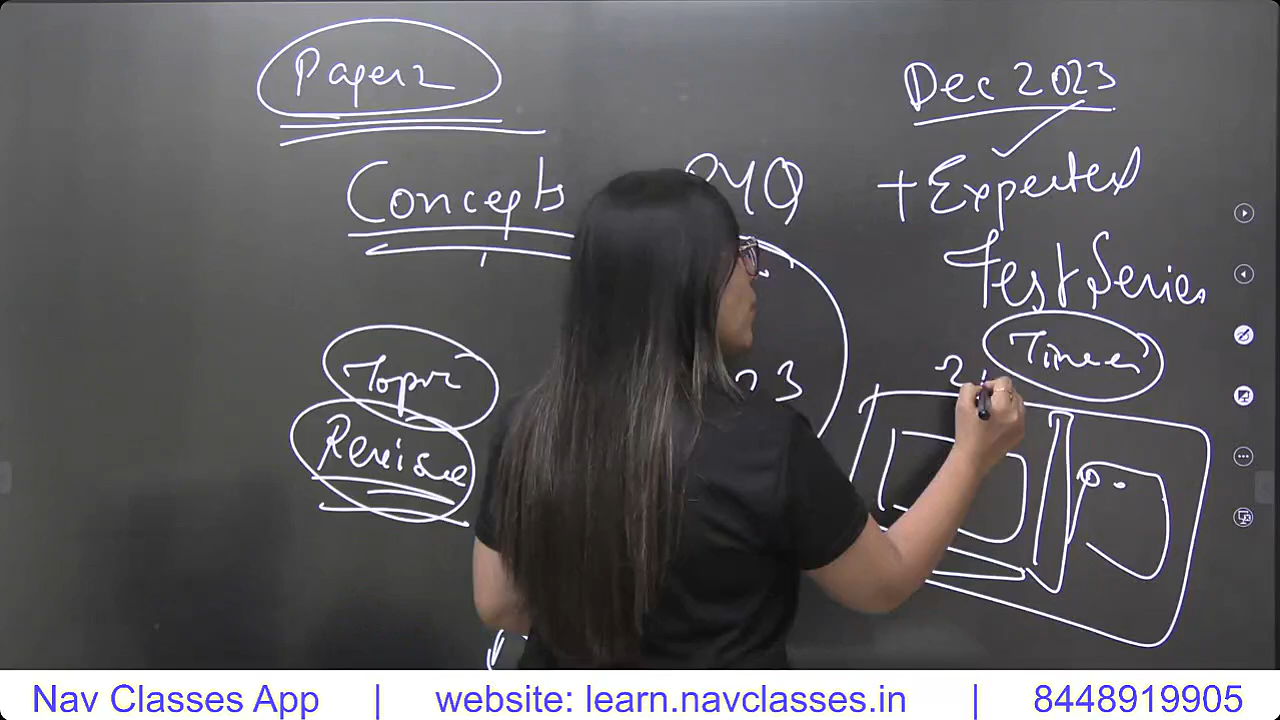 Paper 2
Dec 2023
Concepts PYQ + Expected
Test Series
Timer
Topic
Revise
Nav Classes App | website: learn.navclasses.in | 8448919905